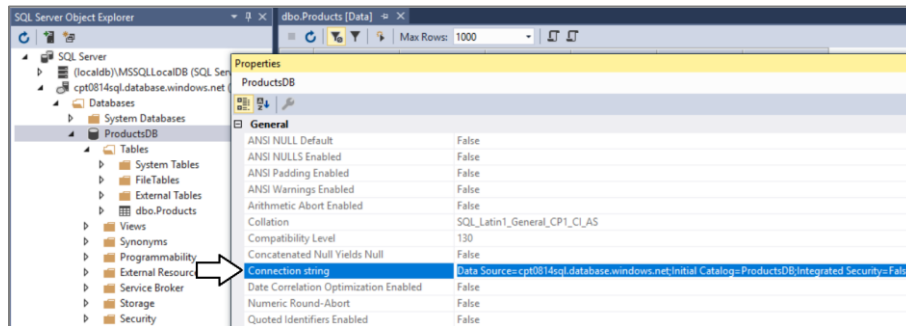 SQL Server Object Explorer
dbo.Products [Data]
Max Rows: 1000
SQL Server
(localdb)\MSSQLLocalDB (SQL Ser
cpt0814sql.database.windows.net (
Databases
System Databases
ProductsDB
Tables
System Tables
FileTables
External Tables
dbo.Products
Views
Synonyms
Programmability
External Resourc
Service Broker
Storage
Security
Properties
ProductsDB
General
ANSI NULL Default False
ANSI NULLS Enabled False
ANSI Padding Enabled False
ANSI Warnings Enabled False
Arithmetic Abort Enabled False
Collation SQL_Latin1_General_CP1_CI_AS
Compatibility Level 130
Concatenated Null Yields Null False
Connection string Data Source=cpt0814sql.database.windows.net;Initial Catalog=ProductsDB;Integrated Security=Fals
Date Correlation Optimization Enabled False
Numeric Round-Abort False
Quoted Identifiers Enabled False